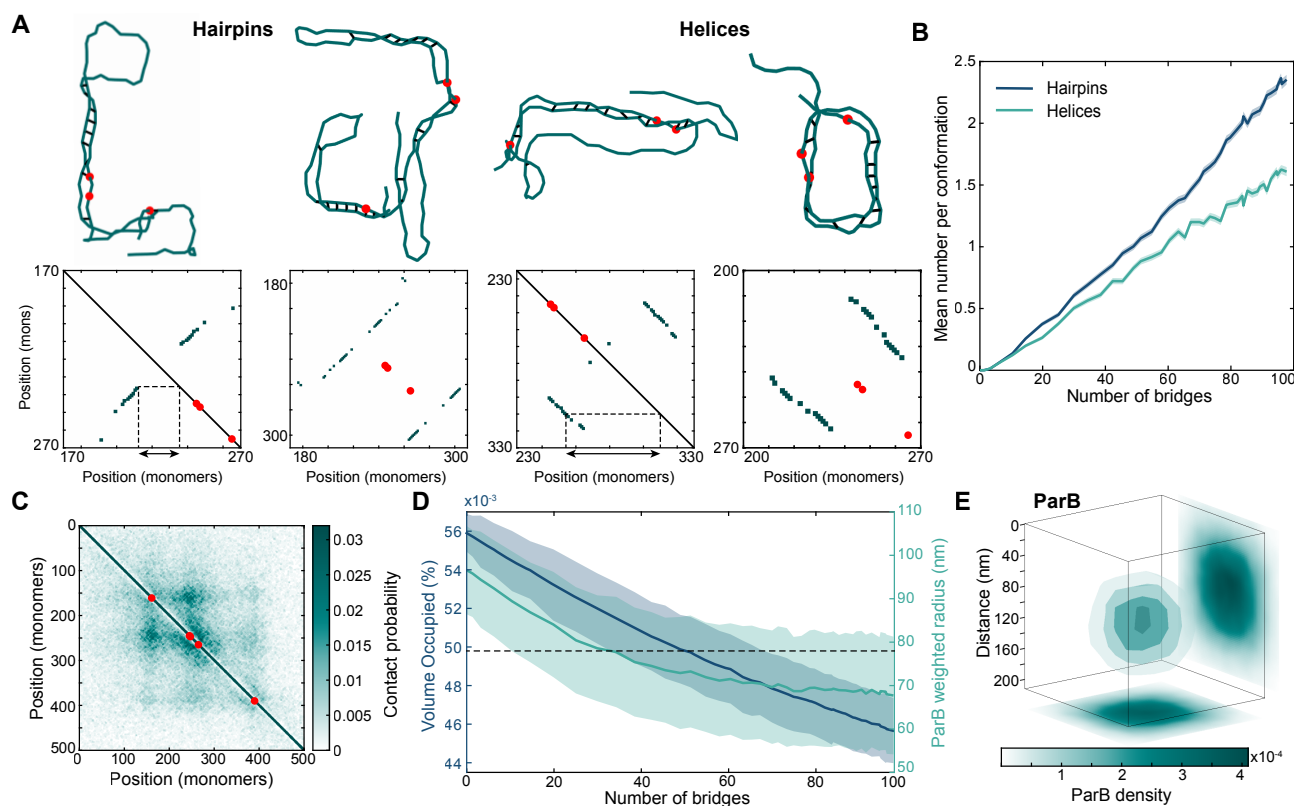 A
Hairpins
Helices
170
Position (mons)
270
170
270
Position (monomers)
180
300
180
300
Position (monomers)
230
330
230
330
Position (monomers)
200
270
200
270
Position (monomers)
B
Mean number per conformation
2.5
2
1.5
1
0.5
0
Hairpins
Helices
0
20
40
60
80
100
Number of bridges
C
Position (monomers)
0
100
200
300
400
500
0
100
200
300
400
500
Position (monomers)
0.03
0.025
0.02
0.015
0.01
0.005
0
Contact probability
D
x10⁻³
Volume Occupied (%)
56
54
52
50
48
46
44
0
20
40
60
80
100
Number of bridges
110
100
90
80
70
60
50
ParB weighted radius (nm)
E
ParB
Distance (nm)
0
40
80
120
160
200
1
2
3
4
x10⁻⁴
ParB density